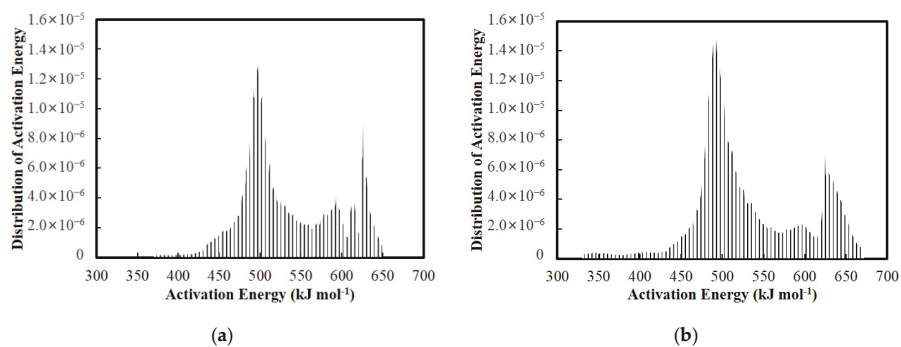 Distribution of Activation Energy
1.6×10⁻⁵
1.4×10⁻⁵
1.2×10⁻⁵
1.0×10⁻⁵
8.0×10⁻⁶
6.0×10⁻⁶
4.0×10⁻⁶
2.0×10⁻⁶
0
300 350 400 450 500 550 600 650 700
Activation Energy (kJ mol⁻¹)
(a)
Distribution of Activation Energy
1.6×10⁻⁵
1.4×10⁻⁵
1.2×10⁻⁵
1.0×10⁻⁵
8.0×10⁻⁶
6.0×10⁻⁶
4.0×10⁻⁶
2.0×10⁻⁶
0
300 350 400 450 500 550 600 650 700
Activation Energy (kJ mol⁻¹)
(b)